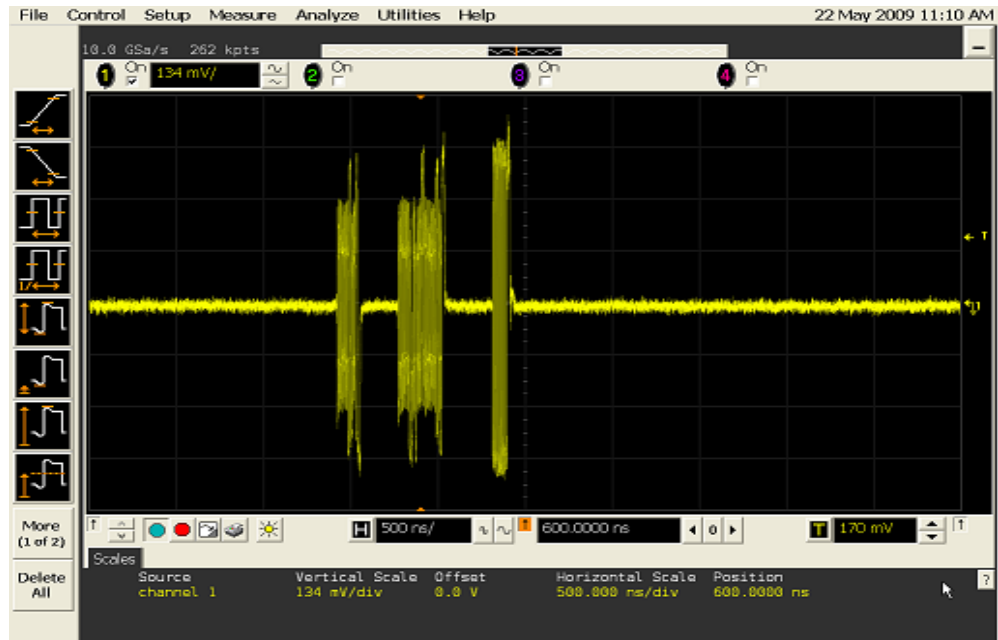 File Control Setup Measure Analyze Utilities Help 22 May 2009 11:10 AM
10.0 GSa/s 262 kpts
1 On 134 mV/ 2 On 3 On 4 On
T
1
More
(1 of 2)
H 500 ns/ 600.0000 ns 0 T 170 mV
Scales
Delete
All
Source Vertical Scale Offset Horizontal Scale Position ?
channel 1 134 mV/div 0.0 V 500.000 ns/div 600.0000 ns